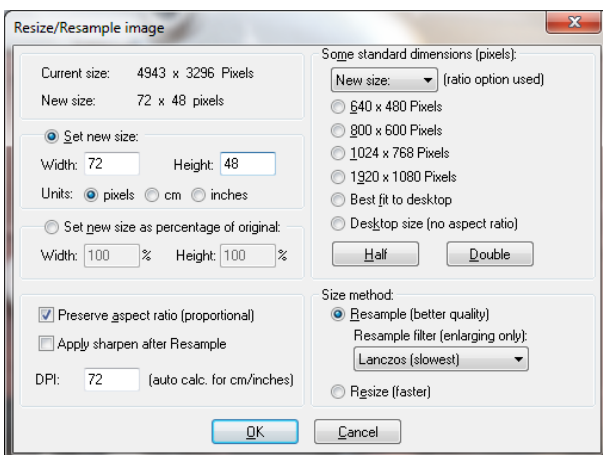 Resize/Resample image
Current size: 4943 x 3296 Pixels
New size: 72 x 48 pixels
Set new size:
Width: 72 Height: 48
Units: pixels cm inches
Set new size as percentage of original:
Width: 100 % Height: 100 %
Preserve aspect ratio (proportional)
Apply sharpen after Resample
DPI: 72 (auto calc. for cm/inches)
Some standard dimensions (pixels):
New size: (ratio option used)
640 x 480 Pixels
800 x 600 Pixels
1024 x 768 Pixels
1920 x 1080 Pixels
Best fit to desktop
Desktop size (no aspect ratio)
Half Double
Size method:
Resample (better quality)
Resample filter (enlarging only):
Lanczos (slowest)
Resize (faster)
OK Cancel